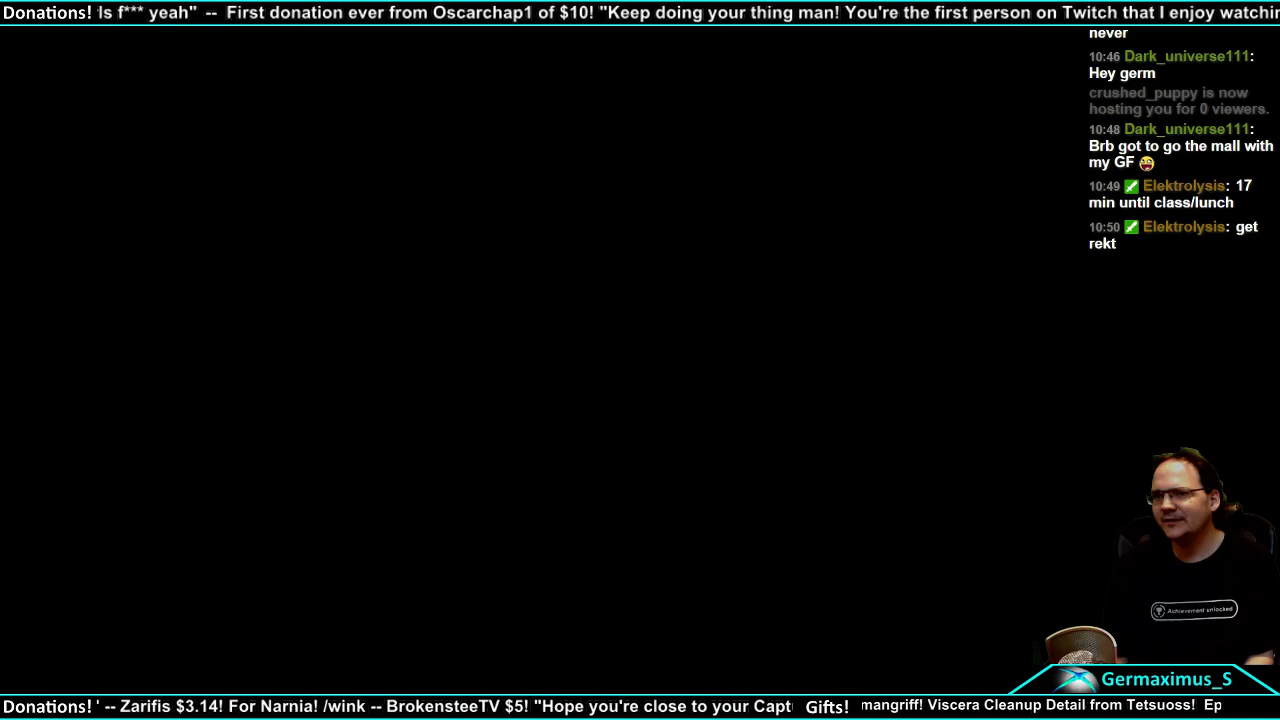 Donations! Is f*** yeah" -- First donation ever from Oscarchap1 of $10! "Keep doing your thing man! You're the first person on Twitch that I enjoy watchin
never
10:46 Dark_universe111:
Hey germ
crushed_puppy is now
hosting you for 0 viewers.
10:48 Dark_universe111:
Brb got to go the mall with
my GF
10:49 Elektrolysis: 17
min until class/lunch
10:50 Elektrolysis: get
rekt
Achievement unlocked
Germaximus_S
Donations! ' -- Zarifis $3.14! For Narnia! /wink -- BrokensteeTV $5! "Hope you're close to your Capt Gifts! mangriff! Viscera Cleanup Detail from Tetsuoss! Ep